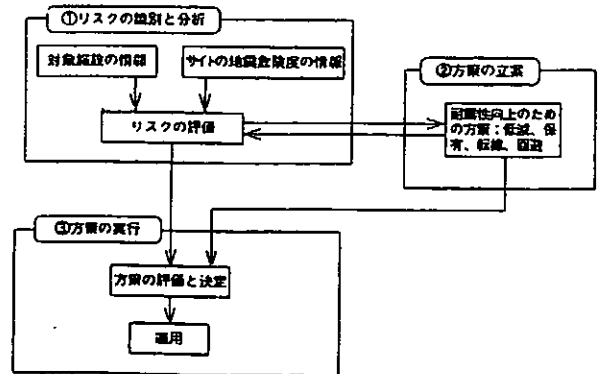 ①リスクの識別と分析
対象施設の情報
サイトの地震危険度の情報
リスクの評価
②方策の立案
耐震性向上のため
の方策：低減、保
有、転嫁、回避
③方策の実行
方策の評価と決定
運用